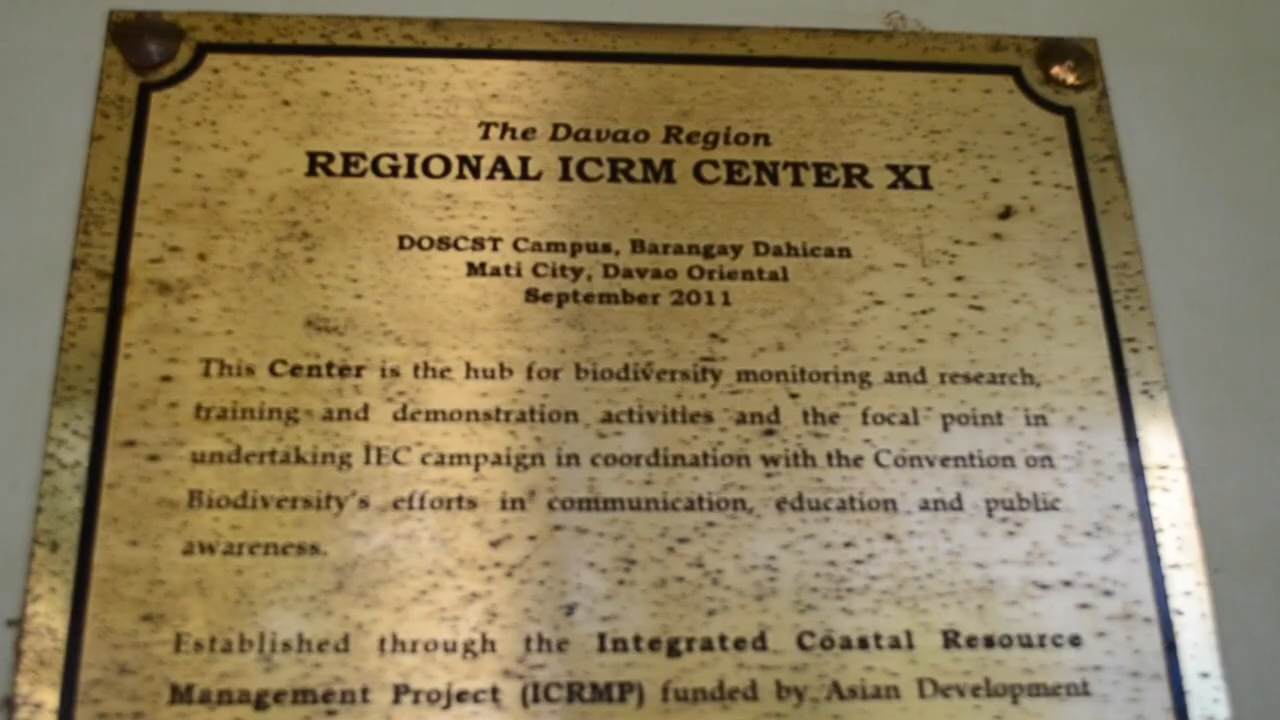 The Davao Region
REGIONAL ICRM CENTER XI
DOSCST Campus, Barangay Dahican
Mati City, Davao Oriental
September 2011
This Center is the hub for biodiversity monitoring and research,
training and demonstration activities and the focal point in
undertaking IEC campaign in coordination with the Convention on
Biodiversity's efforts in communication, education and public
awareness.
Established through the Integrated Coastal Resource
Management Project (ICRMP) funded by Asian Development